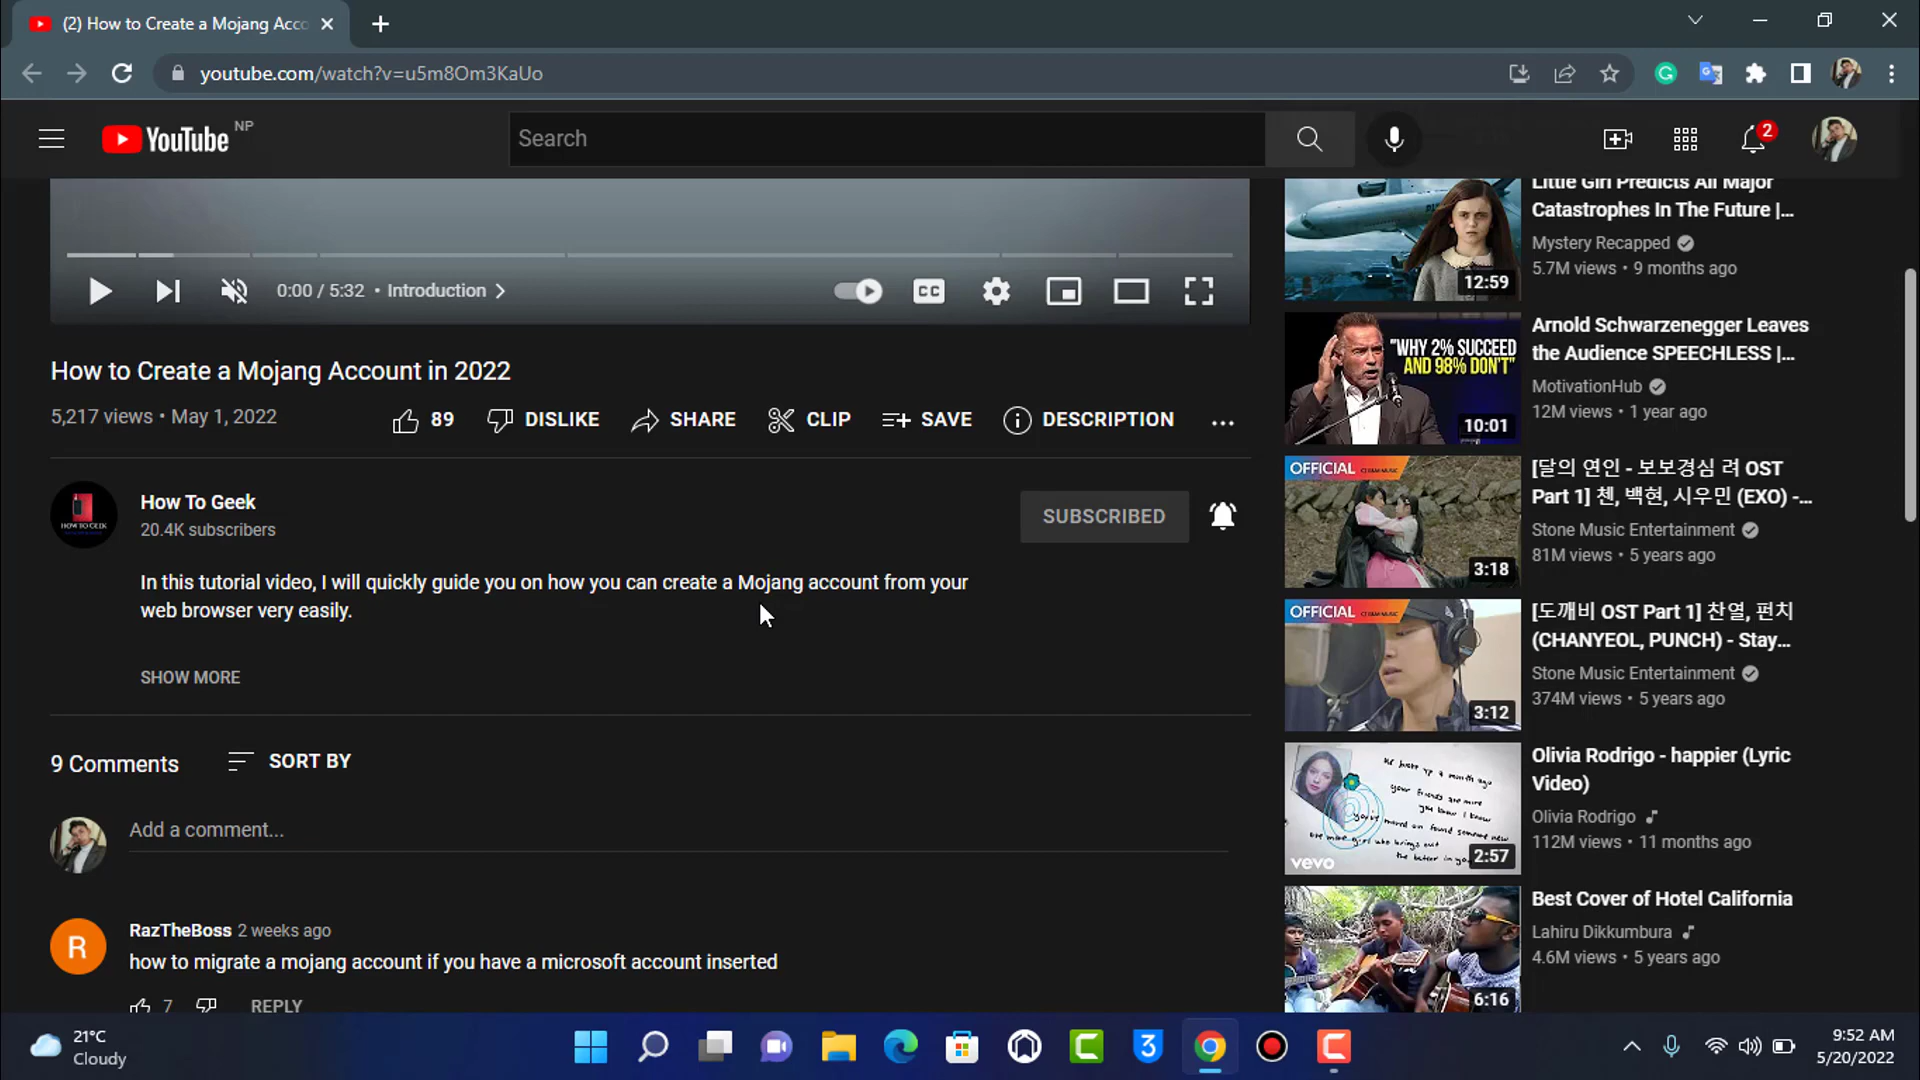 (2) How to Create a Mojang Acco
youtube.com/watch?v=u5m8Om3KaUo
YouTube NP
Search
2
0:00 / 5:32 • Introduction
CC
How to Create a Mojang Account in 2022
5,217 views • May 1, 2022
89
DISLIKE
SHARE
CLIP
SAVE
DESCRIPTION
How To Geek
20.4K subscribers
SUBSCRIBED
HOW TO GEEK
In this tutorial video, I will quickly guide you on how you can create a Mojang account from your
web browser very easily.
SHOW MORE
9 Comments
SORT BY
Add a comment...
R
RazTheBoss 2 weeks ago
how to migrate a mojang account if you have a microsoft account inserted
7
REPLY
Little Girl Predicts All Major
Catastrophes In The Future |...
Mystery Recapped
5.7M views • 9 months ago
12:59
"WHY 2% SUCCEED
AND 98% DON'T"
10:01
Arnold Schwarzenegger Leaves
the Audience SPEECHLESS |...
MotivationHub
12M views • 1 year ago
OFFICIAL
3:18
[달의 연인 - 보보경심 려 OST
Part 1] 첸, 백현, 시우민 (EXO) -...
Stone Music Entertainment
81M views • 5 years ago
OFFICIAL
3:12
[도깨비 OST Part 1] 찬열, 펀치
(CHANYEOL, PUNCH) - Stay...
Stone Music Entertainment
374M views • 5 years ago
vevo
2:57
Olivia Rodrigo - happier (Lyric
Video)
Olivia Rodrigo
112M views • 11 months ago
6:16
Best Cover of Hotel California
Lahiru Dikkumbura
4.6M views • 5 years ago
21°C
Cloudy
3
9:52 AM
5/20/2022